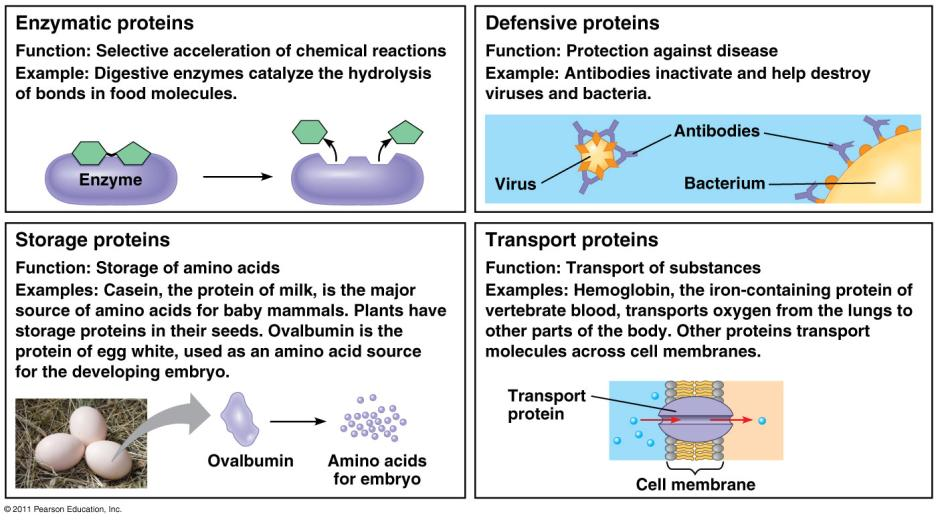 Enzymatic proteins
Function: Selective acceleration of chemical reactions
Example: Digestive enzymes catalyze the hydrolysis
of bonds in food molecules.
Enzyme
Defensive proteins
Function: Protection against disease
Example: Antibodies inactivate and help destroy
viruses and bacteria.
Antibodies
Virus
Bacterium
Storage proteins
Function: Storage of amino acids
Examples: Casein, the protein of milk, is the major
source of amino acids for baby mammals. Plants have
storage proteins in their seeds. Ovalbumin is the
protein of egg white, used as an amino acid source
for the developing embryo.
Ovalbumin
Amino acids
for embryo
Transport proteins
Function: Transport of substances
Examples: Hemoglobin, the iron-containing protein of
vertebrate blood, transports oxygen from the lungs to
other parts of the body. Other proteins transport
molecules across cell membranes.
Transport
protein
Cell membrane
© 2011 Pearson Education, Inc.